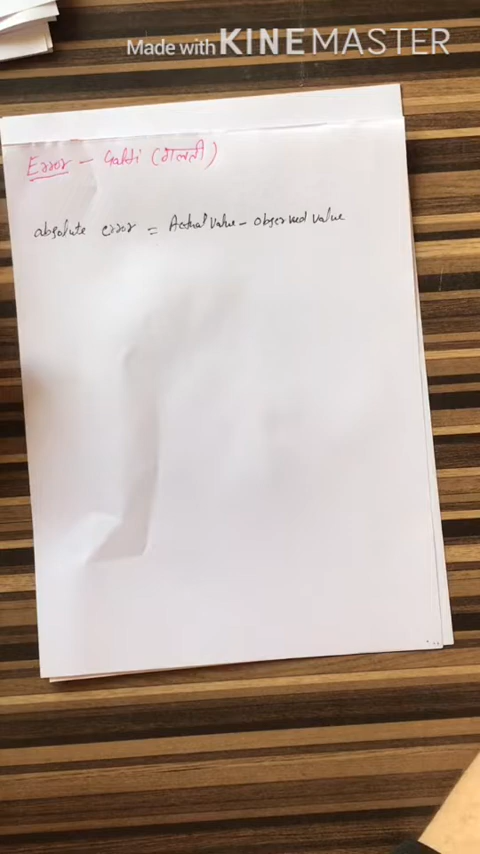 Made with KINEMASTER
Error - Galti (गलती)
absolute error = Actual Value - observed value